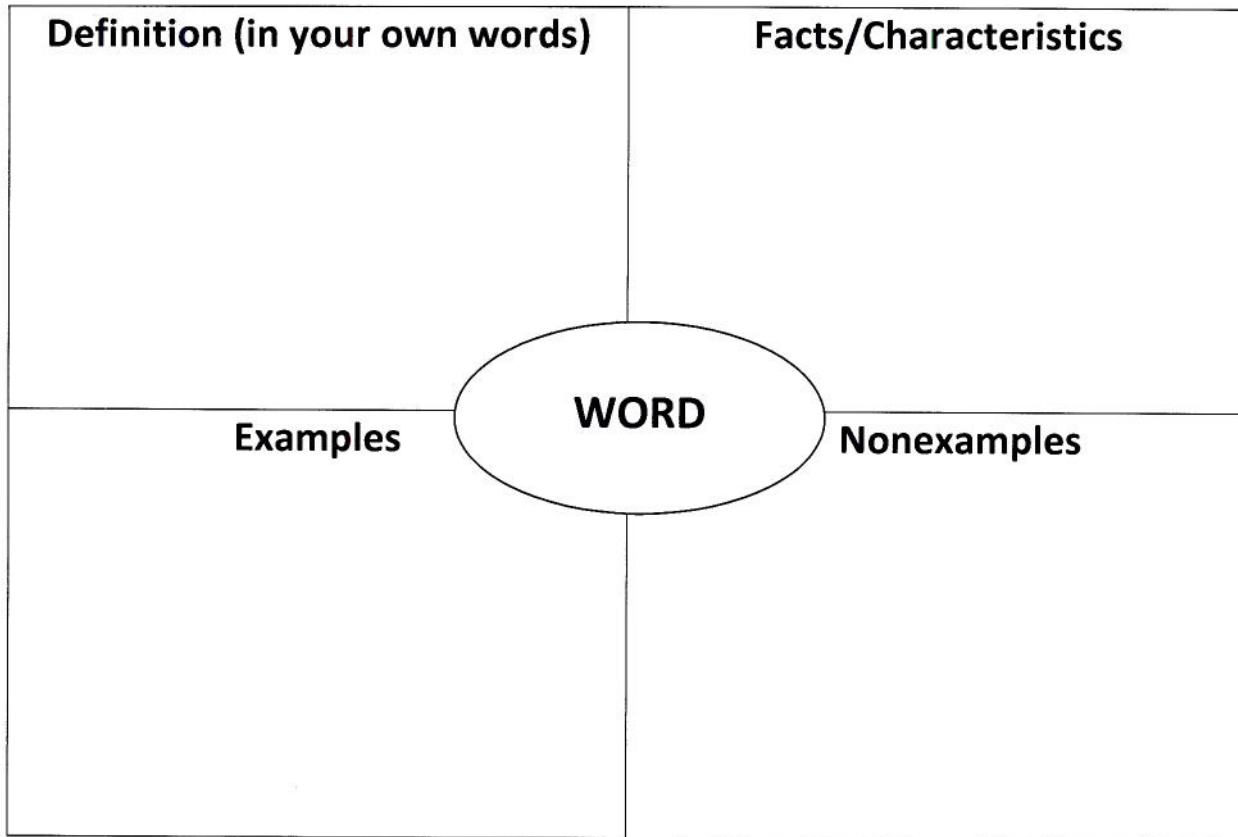 Definition (in your own words)
Facts/Characteristics
WORD
Examples
Nonexamples